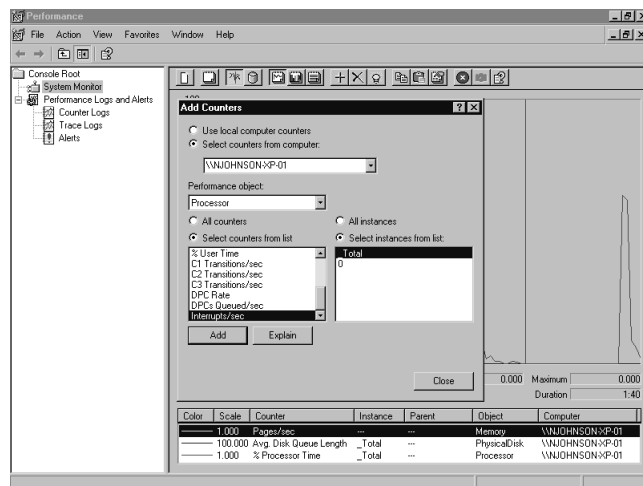 Performance
File Action View Favorites Window Help
Console Root
System Monitor
Performance Logs and Alerts
Counter Logs
Trace Logs
Alerts
100
Add Counters
Use local computer counters
Select counters from computer:
\\NJOHNSON-XP-01
Performance object:
Processor
All counters
All instances
Select counters from list
Select instances from list:
% User Time
C1 Transitions/sec
C2 Transitions/sec
C3 Transitions/sec
DPC Rate
DPCs Queued/sec
Interrupts/sec
_Total
0
Add Explain
Close
0.000 Maximum 0.000
Duration 1:40
Color Scale Counter Instance Parent Object Computer
1.000 Pages/sec --- --- Memory \\NJOHNSON-XP-01
100.000 Avg. Disk Queue Length _Total --- PhysicalDisk \\NJOHNSON-XP-01
1.000 % Processor Time _Total --- Processor \\NJOHNSON-XP-01